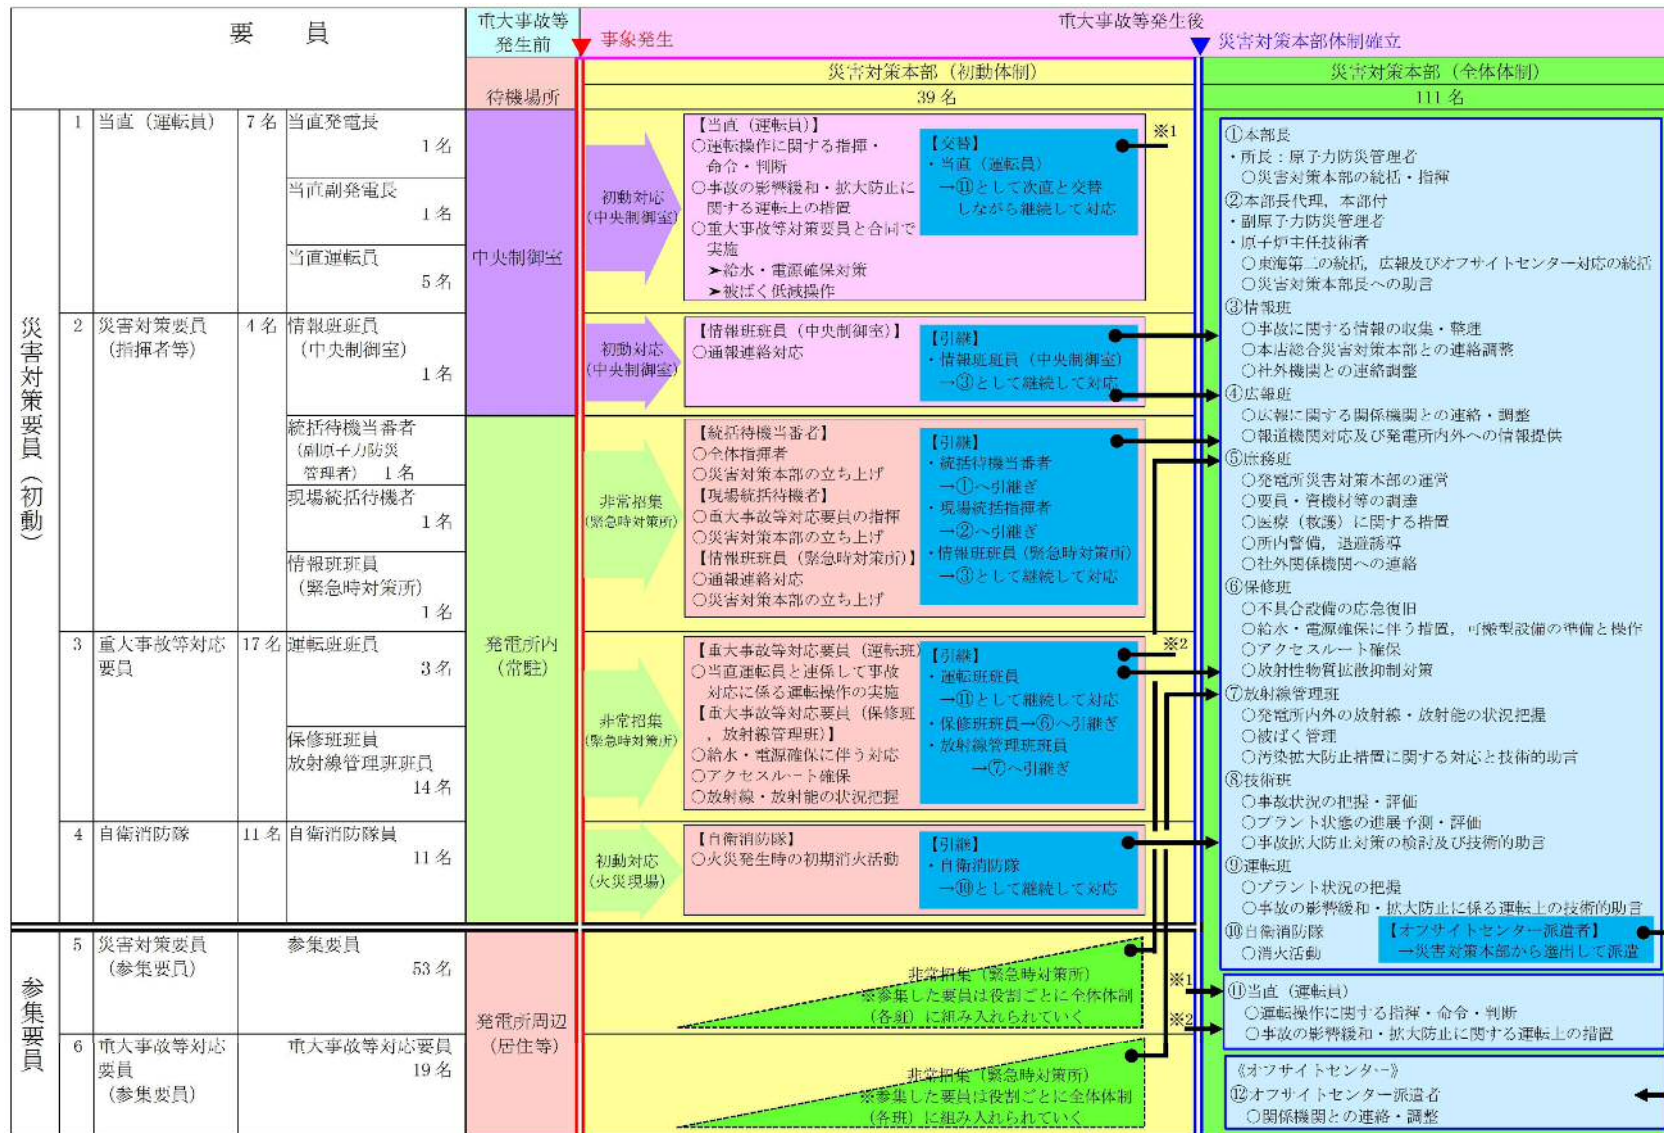 要　員
重大事故等
発生前
重大事故等発生後
事象発生
災害対策本部体制確立
待機場所
災害対策本部（初動体制）
39 名
災害対策本部（全体体制）
111 名
災害対策要員（初動）
1
当直（運転員）
7 名
当直発電長
1 名
当直副発電長
1 名
当直運転員
5 名
中央制御室
初動対応
(中央制御室)
【当直（運転員）】
○運転操作に関する指揮・
命令・判断
○事故の影響緩和・拡大防止に
関する運転上の措置
○重大事故等対策要員と合同で
実施
➤給水・電源確保対策
➤被ばく低減操作
【交替】
・当直（運転員）
→⑪として次直と交替
しながら継続して対応
※1
2
災害対策要員
（指揮者等）
4 名
情報班班員
（中央制御室）
1 名
初動対応
(中央制御室)
【情報班班員（中央制御室）】
○通報連絡対応
【引継】
・情報班班員（中央制御室）
→③として継続して対応
統括待機当番者
（副原子力防災
管理者）　1 名
現場統括待機者
1 名
情報班班員
（緊急時対策所）
1 名
発電所内
（常駐）
非常招集
(緊急時対策所)
【統括待機当番者】
○全体指揮者
○災害対策本部の立ち上げ
【現場統括待機者】
○重大事故等対応要員の指揮
○災害対策本部の立ち上げ
【情報班班員（緊急時対策所）】
○通報連絡対応
○災害対策本部の立ち上げ
【引継】
・統括待機当番者
→①へ引継ぎ
・現場統括指揮者
→②へ引継ぎ
・情報班班員（緊急時対策所）
→③として継続して対応
3
重大事故等対応
要員
17 名
運転班班員
3 名
保修班班員
放射線管理班班員
14 名
非常招集
(緊急時対策所)
【重大事故等対応要員（運転班）】
○当直運転員と連係して事故
対応に係る運転操作の実施
【重大事故等対応要員（保修班
，放射線管理班）】
○給水・電源確保に伴う対応
○アクセスルート確保
○放射線・放射能の状況把握
【引継】
・運転班班員
→⑪として継続して対応
・保修班班員→⑥へ引継ぎ
・放射線管理班班員
→⑦へ引継ぎ
※2
4
自衛消防隊
11 名
自衛消防隊員
11 名
初動対応
(火災現場)
【自衛消防隊】
○火災発生時の初期消火活動
【引継】
・自衛消防隊
→⑩として継続して対応
参集要員
5
災害対策要員
（参集要員）
参集要員
53 名
発電所周辺
（居住等）
非常招集（緊急時対策所）
※参集した要員は役割ごとに全体体制
（各班）に組み入れられていく
6
重大事故等対応
要員
（参集要員）
重大事故等対応要員
19 名
非常招集（緊急時対策所）
※参集した要員は役割ごとに全体体制
（各班）に組み入れられていく
①本部長
・所長：原子力防災管理者
○災害対策本部の統括・指揮
②本部長代理，本部付
・副原子力防災管理者
・原子炉主任技術者
○東海第二の統括，広報及びオフサイトセンター対応の統括
○災害対策本部長への助言
③情報班
○事故に関する情報の収集・整理
○本店総合災害対策本部との連絡調整
○社外機関との連絡調整
④広報班
○広報に関する関係機関との連絡・調整
○報道機関対応及び発電所内外への情報提供
⑤庶務班
○発電所災害対策本部の運営
○要員・資機材等の調達
○医療（救護）に関する措置
○所内警備，退避誘導
○社外関係機関への連絡
⑥保修班
○不具合設備の応急復旧
○給水・電源確保に伴う措置，可搬型設備の準備と操作
○アクセスルート確保
○放射性物質拡散抑制対策
⑦放射線管理班
○発電所内外の放射線・放射能の状況把握
○被ばく管理
○汚染拡大防止措置に関する対応と技術的助言
⑧技術班
○事故状況の把握・評価
○プラント状態の進展予測・評価
○事故拡大防止対策の検討及び技術的助言
⑨運転班
○プラント状況の把握
○事故の影響緩和・拡大防止に係る運転上の技術的助言
⑩自衛消防隊
○消火活動
【オフサイトセンター派遣者】
→災害対策本部から選出して派遣
※1
※2
⑪当直（運転員）
○運転操作に関する指揮・命令・判断
○事故の影響緩和・拡大防止に関する運転上の措置
《オフサイトセンター》
⑫オフサイトセンター派遣者
○関係機関との連絡・調整